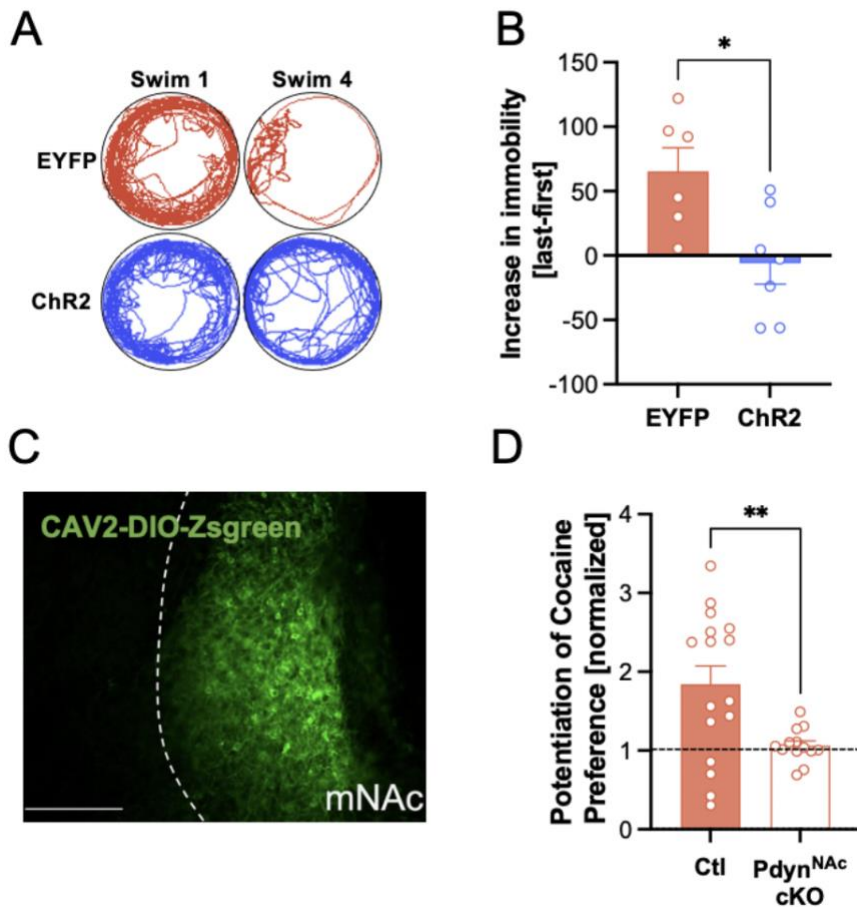 A
Swim 1
Swim 4
EYFP
ChR2
B
*
Increase in immobility
[last-first]
150
100
50
0
-50
-100
EYFP
ChR2
C
CAV2-DIO-Zsgreen
mNAc
D
**
Potentiation of Cocaine
Preference [normalized]
4
3
2
1
0
Ctl
Pdyn^NAc
cKO